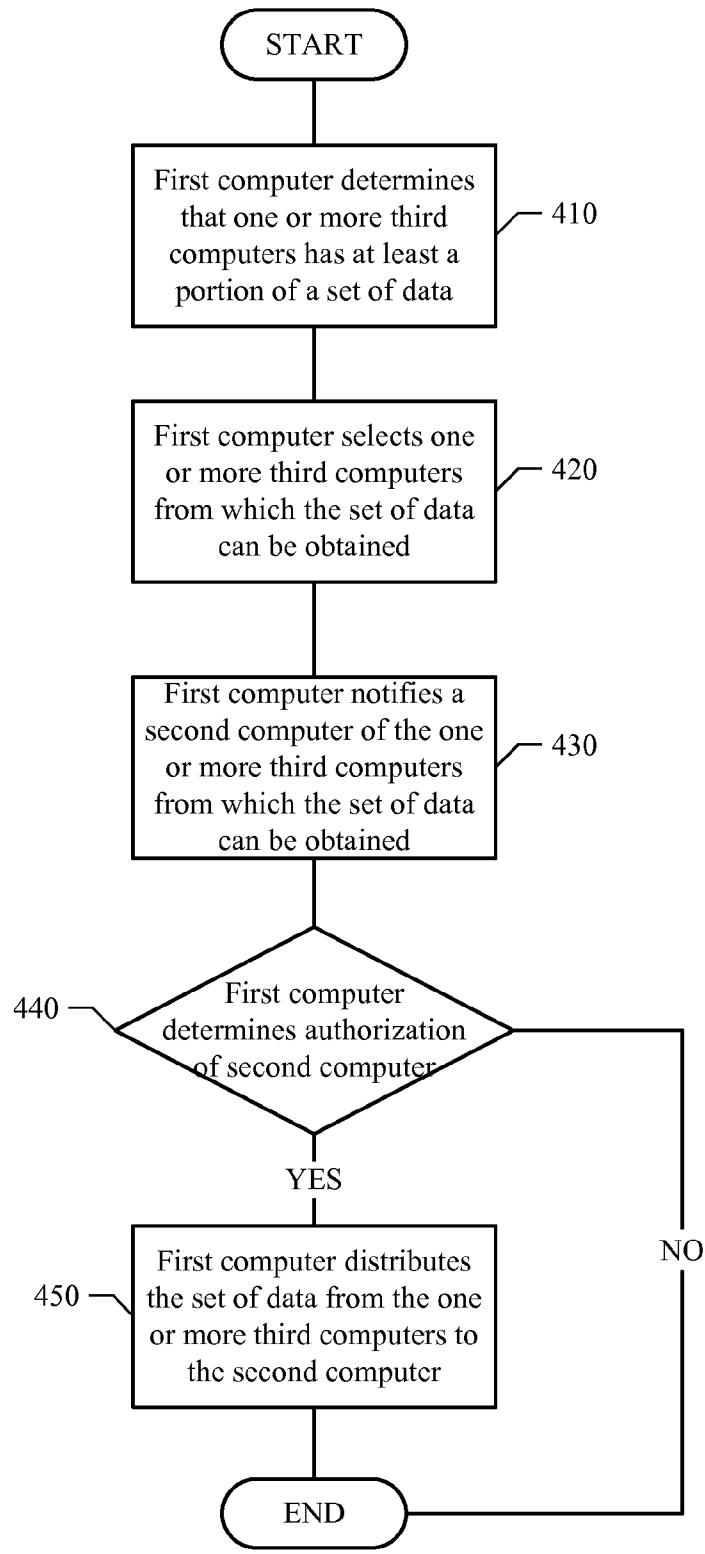 START
First computer determines
that one or more third
computers has at least a
portion of a set of data
410
First computer selects one
or more third computers
from which the set of data
can be obtained
420
First computer notifies a
second computer of the one
or more third computers
from which the set of data
can be obtained
430
440
First computer
determines authorization
of second computer
YES
NO
450
First computer distributes
the set of data from the one
or more third computers to
the second computer
END